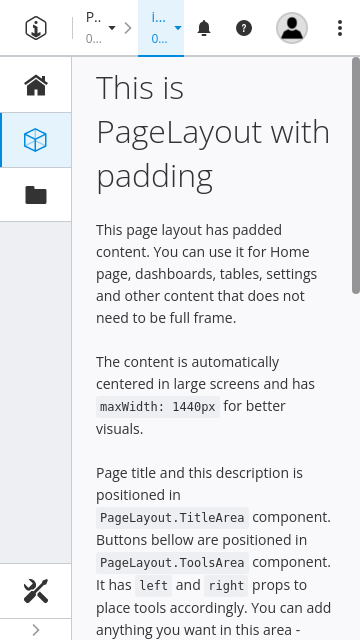 P..
0...
i...
0...
This is
PageLayout with
padding
This page layout has padded
content. You can use it for Home
page, dashboards, tables, settings
and other content that does not
need to be full frame.
The content is automatically
centered in large screens and has
maxWidth: 1440px for better
visuals.
Page title and this description is
positioned in
PageLayout.TitleArea component.
Buttons bellow are positioned in
PageLayout.ToolsArea component.
It has left and right props to
place tools accordingly. You can add
anything you want in this area -